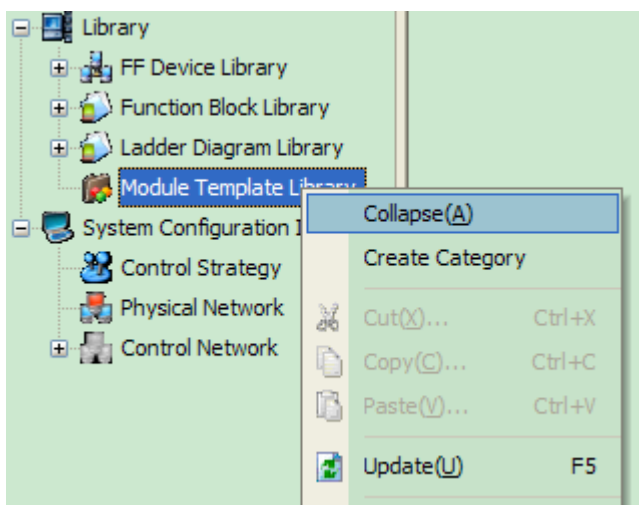 Library
FF Device Library
Function Block Library
Ladder Diagram Library
Module Template Library
System Configuration
Control Strategy
Physical Network
Control Network
Collapse(A)
Create Category
Cut(X)... Ctrl+X
Copy(C)... Ctrl+C
Paste(V)... Ctrl+V
Update(U) F5